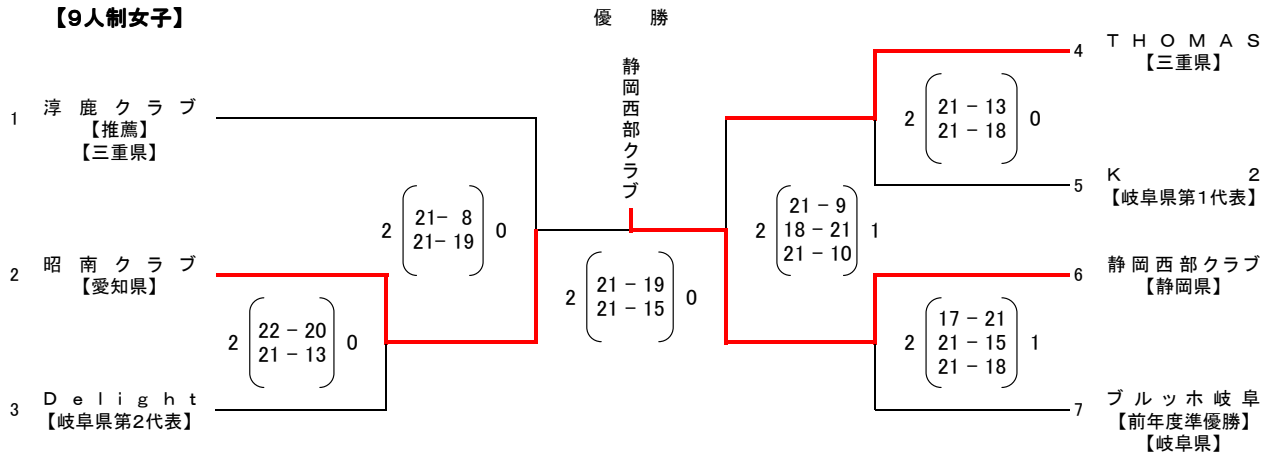 【9人制女子】
優勝
静岡西部クラブ
1 淳鹿クラブ
【推薦】
【三重県】
2 昭南クラブ
【愛知県】
3 Delight
【岐阜県第2代表】
2 21- 8 0
21- 19
2 22 - 20 0
21 - 13
2 21 - 19 0
21 - 15
4 THOMAS
【三重県】
2 21 - 13 0
21 - 18
5 K2
【岐阜県第1代表】
2 21 - 9 1
18 - 21
21 - 10
6 静岡西部クラブ
【静岡県】
2 17 - 21 1
21 - 15
21 - 18
7 ブルッホ岐阜
【前年度準優勝】
【岐阜県】